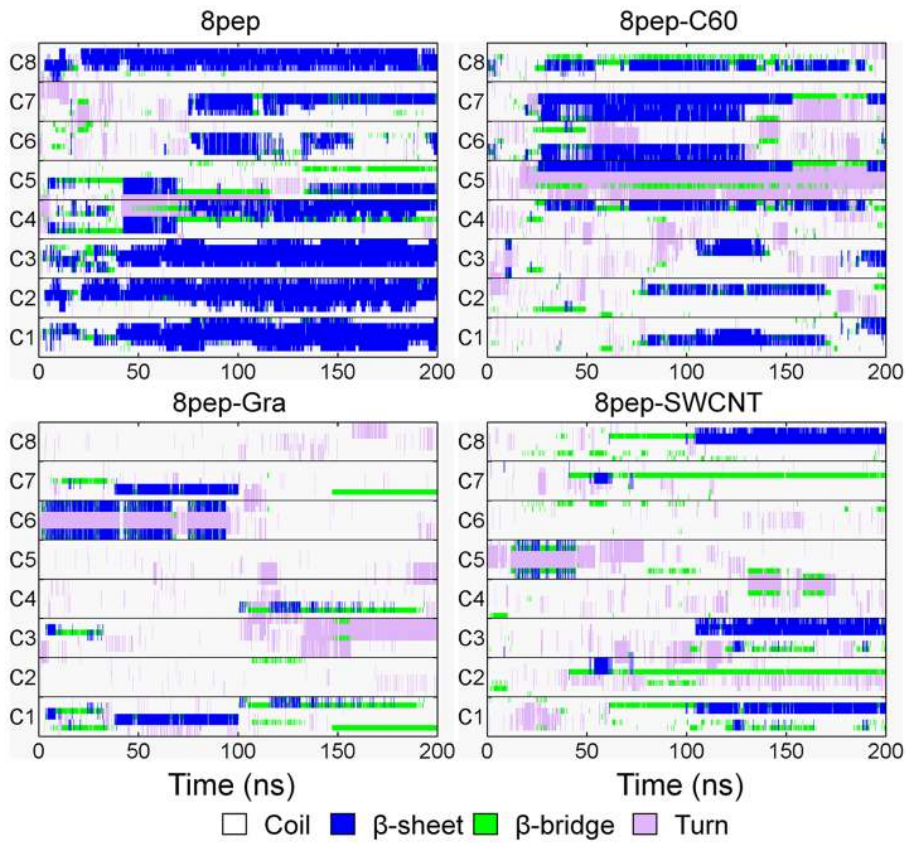 8pep
8pep-C60
C8
C7
C6
C5
C4
C3
C2
C1
0 50 100 150 200
C8
C7
C6
C5
C4
C3
C2
C1
0 50 100 150 200
8pep-Gra
8pep-SWCNT
C8
C7
C6
C5
C4
C3
C2
C1
0 50 100 150 200
C8
C7
C6
C5
C4
C3
C2
C1
0 50 100 150 200
Time (ns)
Time (ns)
Coil β-sheet β-bridge Turn